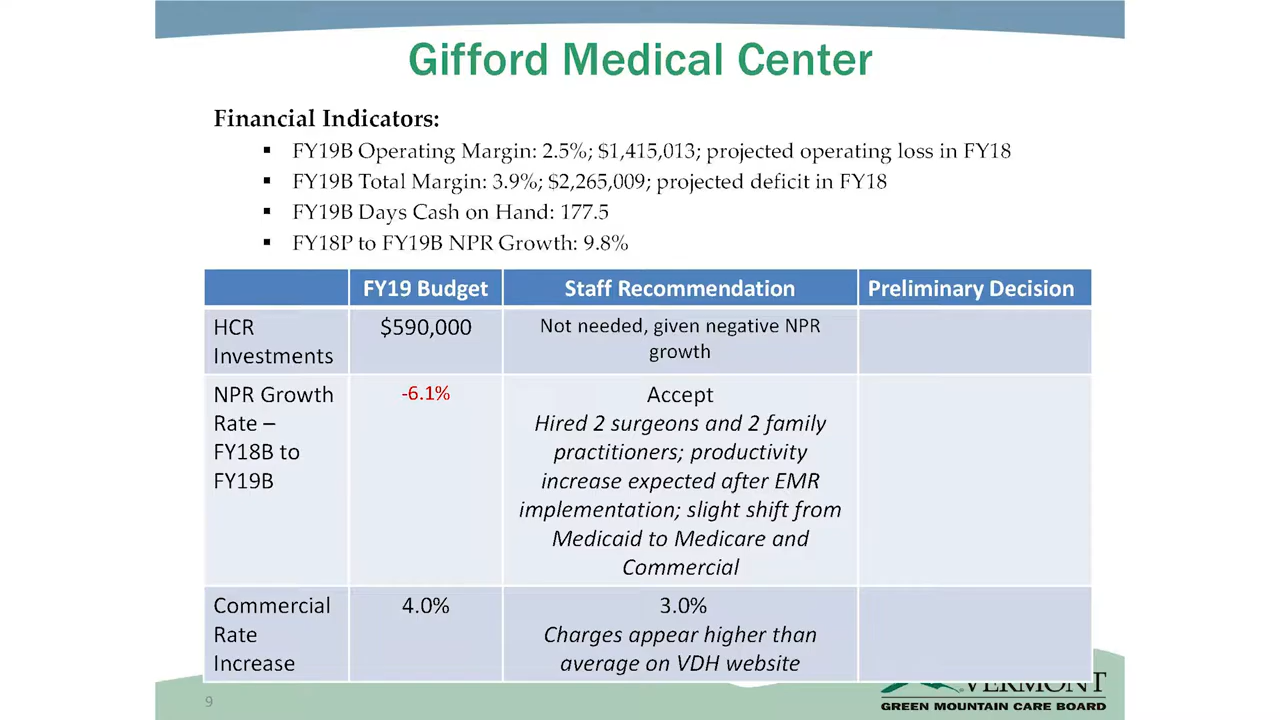 Gifford Medical Center
Financial Indicators:
▪ FY19B Operating Margin: 2.5%; $1,415,013; projected operating loss in FY18
▪ FY19B Total Margin: 3.9%; $2,265,009; projected deficit in FY18
▪ FY19B Days Cash on Hand: 177.5
▪ FY18P to FY19B NPR Growth: 9.8%
FY19 Budget Staff Recommendation Preliminary Decision
HCR
Investments
$590,000
Not needed, given negative NPR
growth
NPR Growth
Rate –
FY18B to
FY19B
-6.1%
Accept
Hired 2 surgeons and 2 family
practitioners; productivity
increase expected after EMR
implementation; slight shift from
Medicaid to Medicare and
Commercial
Commercial
Rate
Increase
4.0%
3.0%
Charges appear higher than
average on VDH website
9
VERMONT
GREEN MOUNTAIN CARE BOARD